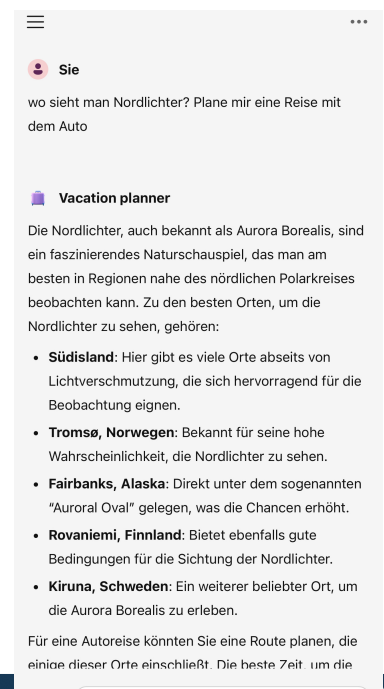 Sie
wo sieht man Nordlichter? Plane mir eine Reise mit
dem Auto
Vacation planner
Die Nordlichter, auch bekannt als Aurora Borealis, sind
ein faszinierendes Naturschauspiel, das man am
besten in Regionen nahe des nördlichen Polarkreises
beobachten kann. Zu den besten Orten, um die
Nordlichter zu sehen, gehören:
• Südisland: Hier gibt es viele Orte abseits von
Lichtverschmutzung, die sich hervorragend für die
Beobachtung eignen.
• Tromsø, Norwegen: Bekannt für seine hohe
Wahrscheinlichkeit, die Nordlichter zu sehen.
• Fairbanks, Alaska: Direkt unter dem sogenannten
“Auroral Oval” gelegen, was die Chancen erhöht.
• Rovaniemi, Finnland: Bietet ebenfalls gute
Bedingungen für die Sichtung der Nordlichter.
• Kiruna, Schweden: Ein weiterer beliebter Ort, um
die Aurora Borealis zu erleben.
Für eine Autoreise könnten Sie eine Route planen, die
einige dieser Orte einschließt. Die beste Zeit, um die